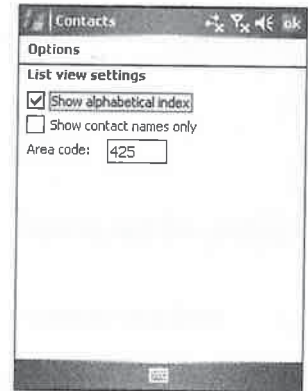 Contacts
ok
Options
List view settings
Show alphabetical index
Show contact names only
Area code: 425